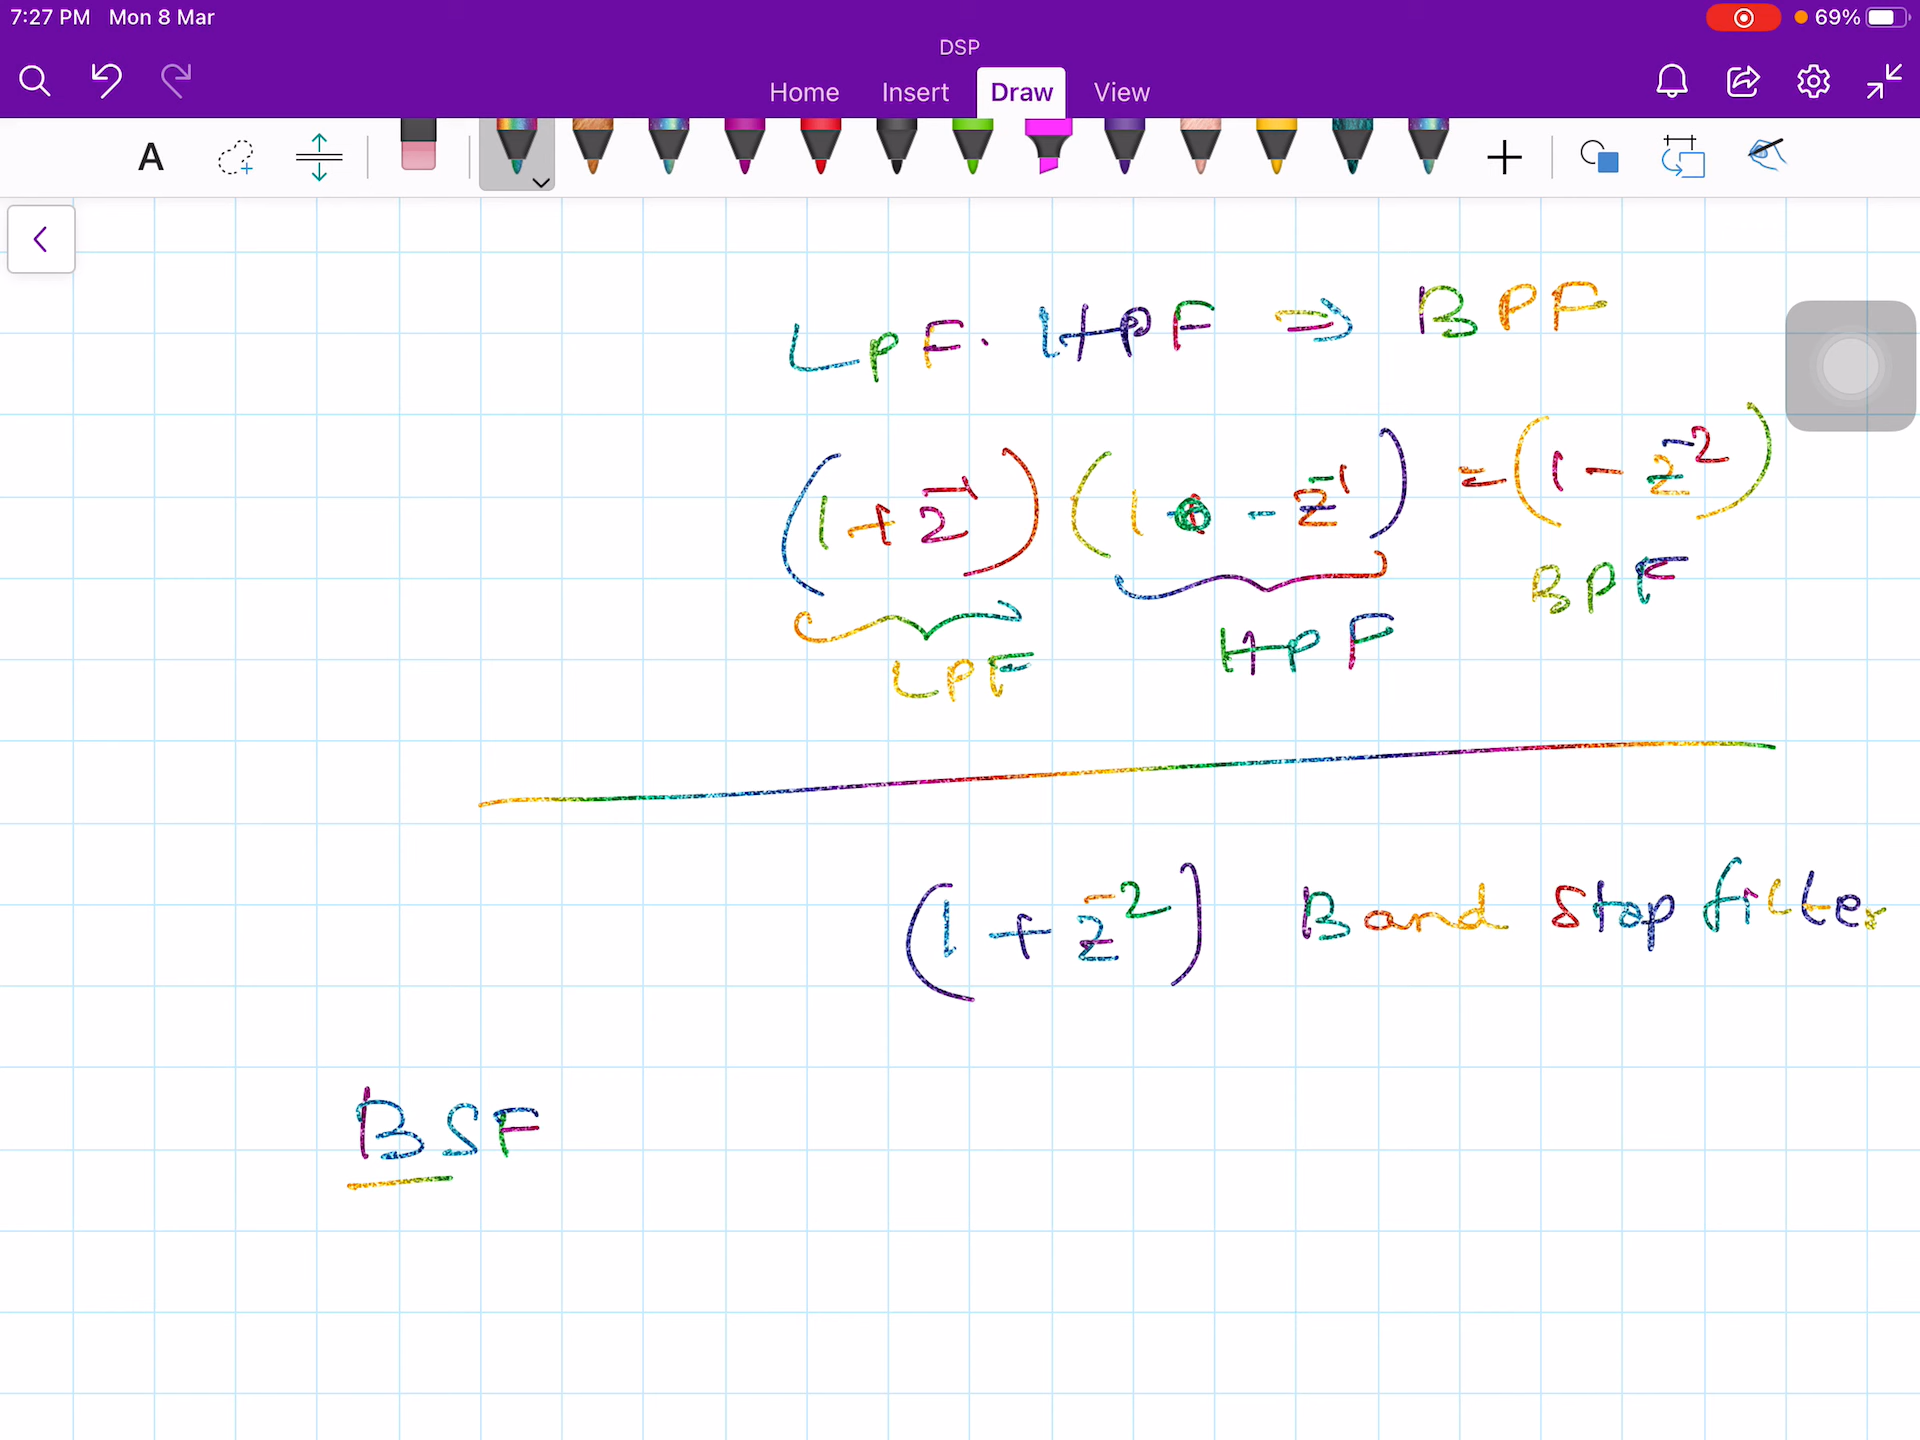 7:27 PM Mon 8 Mar 69%
DSP
Home Insert Draw View
A
LPF. HPF ⇒ BPF
(1 + z⁻¹) (1 - z⁻¹) = (1 - z⁻²)
LPF HPF BPF
(1 + z⁻²) Band Stop filter
BSF